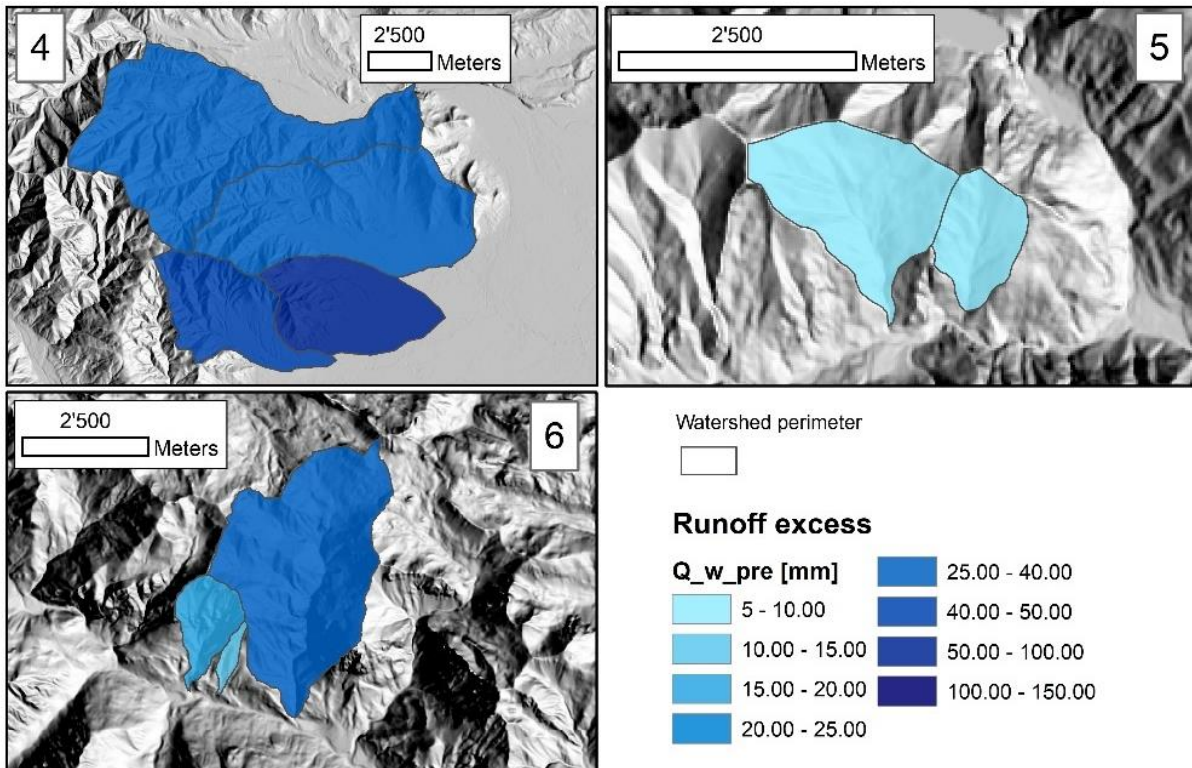 4
2'500
Meters
2'500
Meters
5
2'500
Meters
6
Watershed perimeter
Runoff excess
Q_w_pre [mm]
5 - 10.00
10.00 - 15.00
15.00 - 20.00
20.00 - 25.00
25.00 - 40.00
40.00 - 50.00
50.00 - 100.00
100.00 - 150.00